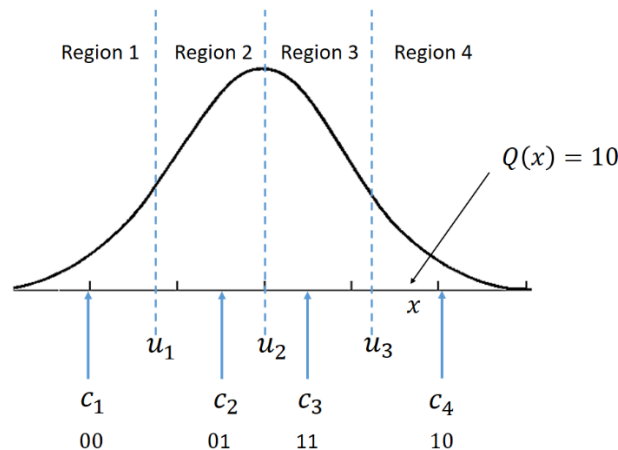 Region 1 Region 2 Region 3 Region 4
Q(x) = 10
x
u₁ u₂ u₃
c₁ c₂ c₃ c₄
00 01 11 10